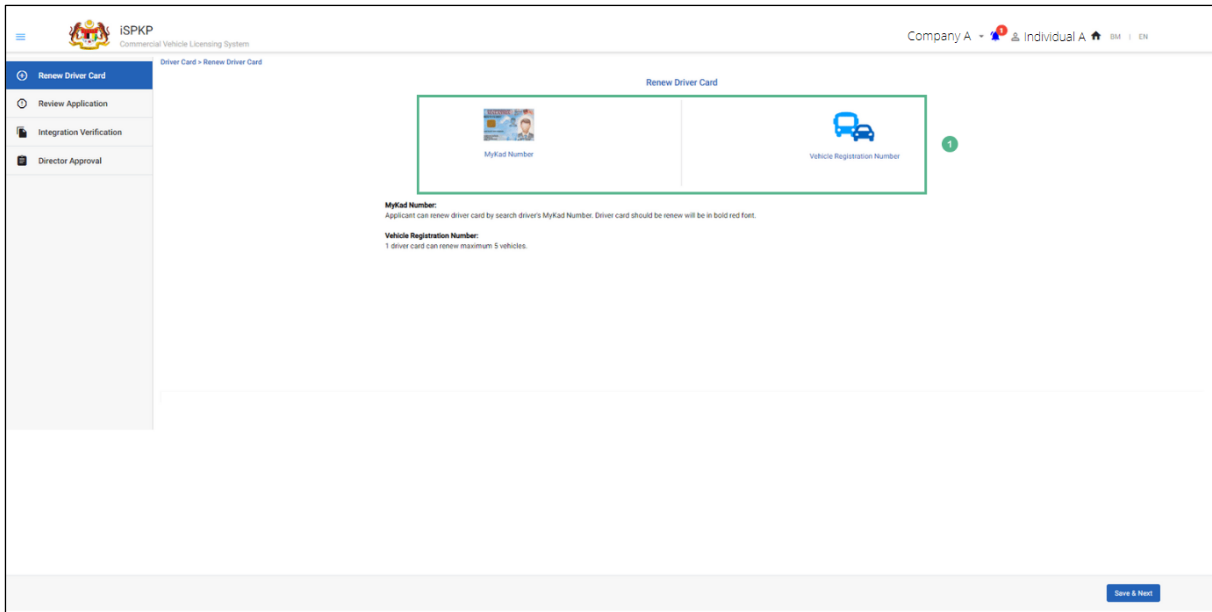 iSPKP
Commercial Vehicle Licensing System
Company A
1
Individual A
BM | EN
Renew Driver Card
Review Application
Integration Verification
Director Approval
Driver Card > Renew Driver Card
Renew Driver Card
MyKad Number
Vehicle Registration Number
1
MyKad Number:
Applicant can renew driver card by search driver's MyKad Number. Driver card should be renew will be in bold red font.
Vehicle Registration Number:
1 driver card can renew maximum 5 vehicles.
Save & Next